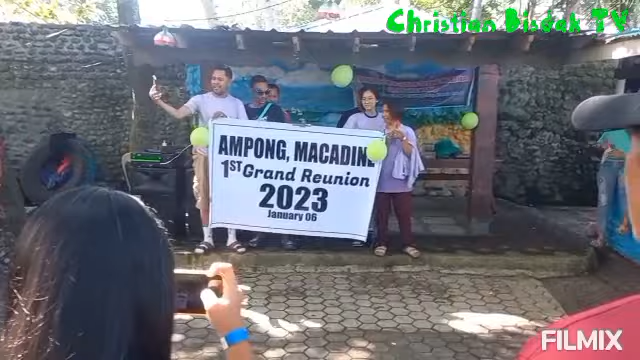 Christian Bisdak TV
AMPONG, MACADINE
1ST Grand Reunion
2023
January 06
FILMIX